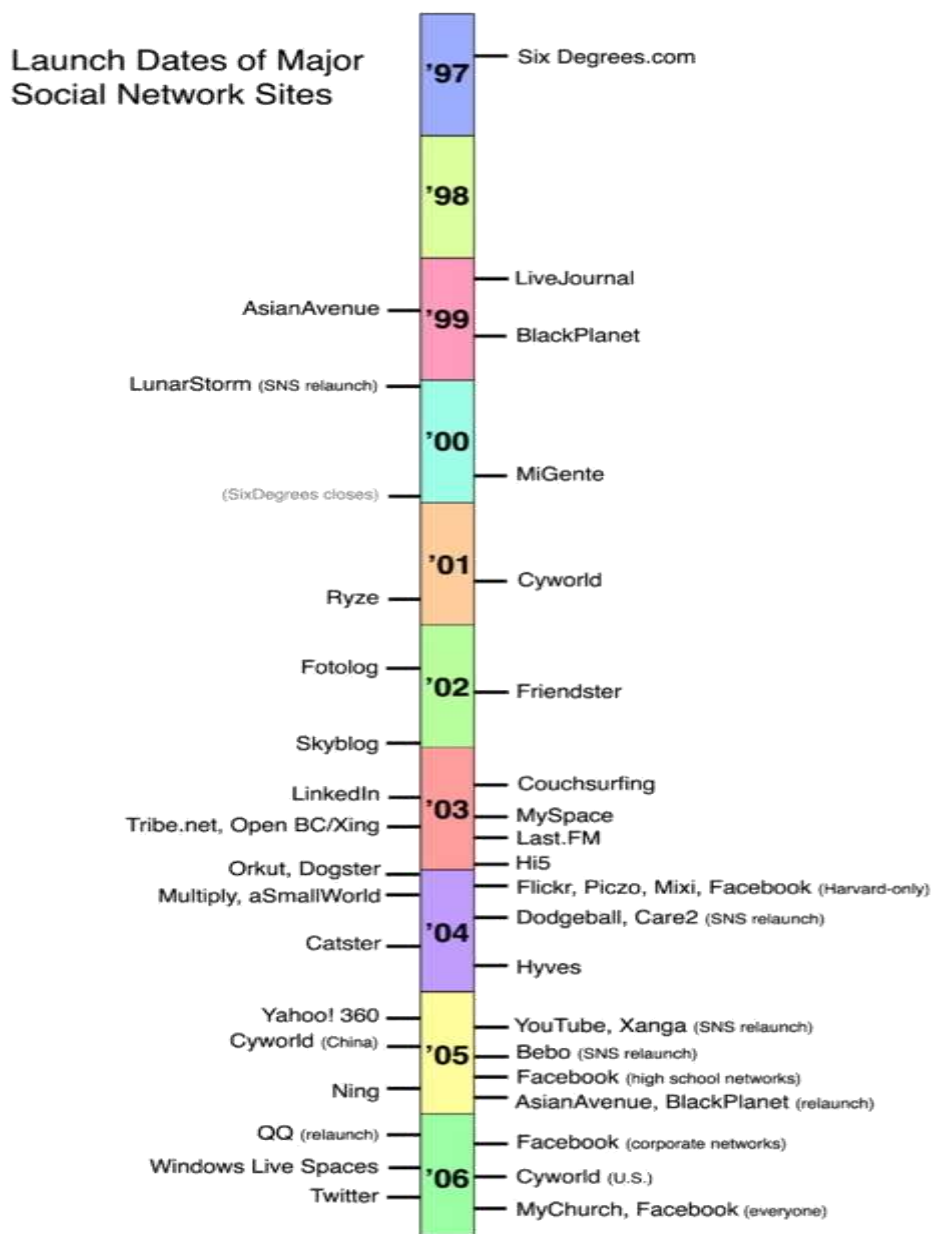 Launch Dates of Major
Social Network Sites
'97
Six Degrees.com
'98
LiveJournal
AsianAvenue
'99
BlackPlanet
LunarStorm (SNS relaunch)
'00
MiGente
(SixDegrees closes)
'01
Cyworld
Ryze
Fotolog
'02
Friendster
Skyblog
Couchsurfing
LinkedIn
'03
MySpace
Tribe.net, Open BC/Xing
Last.FM
Hi5
Orkut, Dogster
Flickr, Piczo, Mixi, Facebook (Harvard-only)
Multiply, aSmallWorld
Dodgeball, Care2 (SNS relaunch)
'04
Catster
Hyves
Yahoo! 360
YouTube, Xanga (SNS relaunch)
Cyworld (China)
'05
Bebo (SNS relaunch)
Facebook (high school networks)
Ning
AsianAvenue, BlackPlanet (relaunch)
QQ (relaunch)
Facebook (corporate networks)
Windows Live Spaces
'06
Cyworld (U.S.)
Twitter
MyChurch, Facebook (everyone)